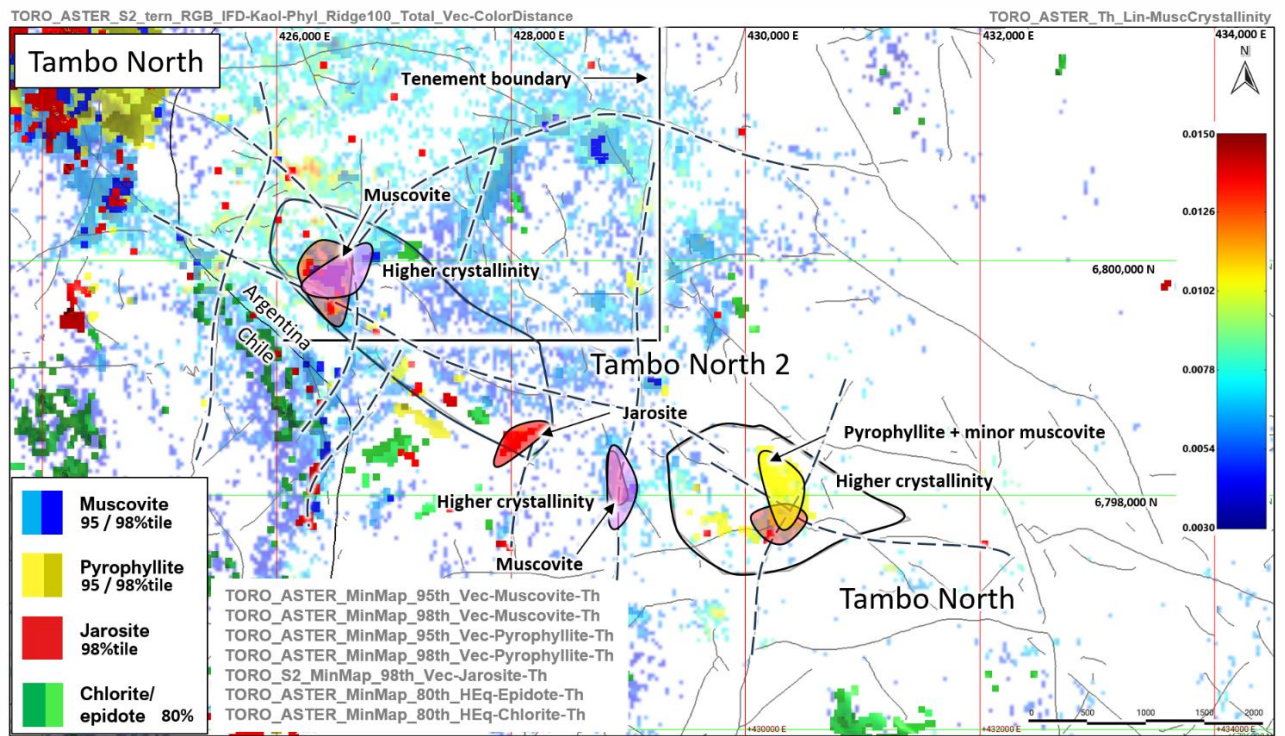 TORO_ASTER_S2_tern_RGB_IFD-Kaol-Phyl_Ridge100_Total_Vec-ColorDistance
TORO_ASTER_Th_Lin-MuscCrystallinity
Tambo North
426,000 E
428,000 E
430,000 E
432,000 E
434,000 E
N
Tenement boundary
0.0150
0.0126
0.0102
0.0078
0.0054
0.0030
Muscovite
Higher crystallinity
6,800,000 N
Argentina
Chile
Tambo North 2
Jarosite
Pyrophyllite + minor muscovite
Higher crystallinity
Higher crystallinity
6,798,000 N
Muscovite
Tambo North
Muscovite
95 / 98%tile
Pyrophyllite
95 / 98%tile
Jarosite
98%tile
Chlorite/
epidote 80%
TORO_ASTER_MinMap_95th_Vec-Muscovite-Th
TORO_ASTER_MinMap_98th_Vec-Muscovite-Th
TORO_ASTER_MinMap_95th_Vec-Pyrophyllite-Th
TORO_ASTER_MinMap_98th_Vec-Pyrophyllite-Th
TORO_S2_MinMap_98th_Vec-Jarosite-Th
TORO_ASTER_MinMap_80th_HEq-Epidote-Th
TORO_ASTER_MinMap_80th_HEq-Chlorite-Th
0 500 1000 1500 2000
+430000 E
+432000 E
+434000 E